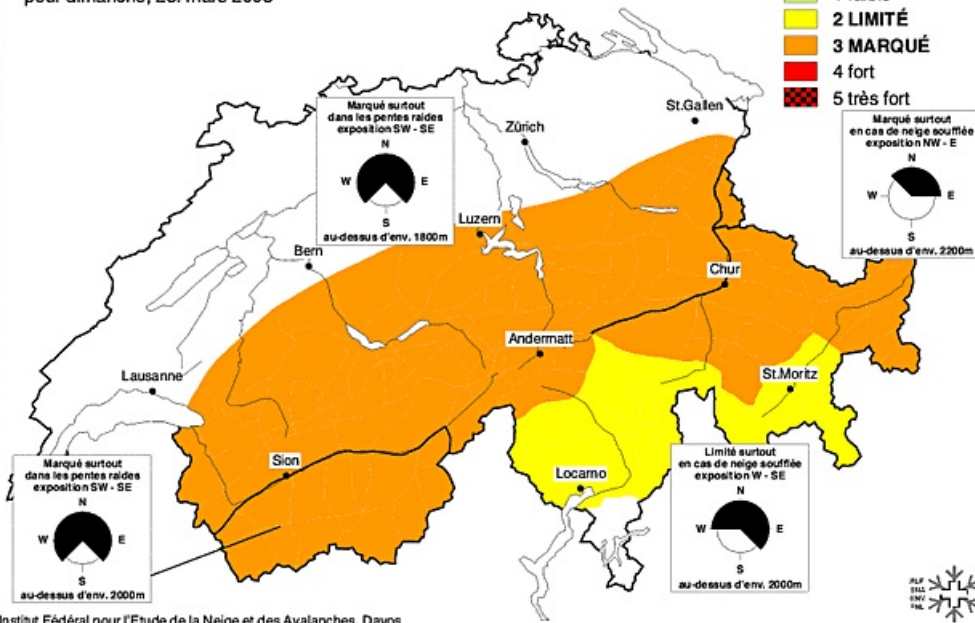 2 LIMITÉ
3 MARQUÉ
4 fort
5 très fort
Marqué surtout
dans les pentes raides
exposition SW - SE
N
W E
S
au-dessus d'env. 1800m
Zürich
St.Gallen
Marqué surtout
en cas de neige soufflée
exposition NW - E
N
W E
S
au-dessus d'env. 2200m
Luzern
Bern
Chur
Andermatt
Lausanne
St.Moritz
Marqué surtout
dans les pentes raides
exposition SW - SE
N
W E
S
au-dessus d'env. 2000m
Sion
Locarno
Limité surtout
en cas de neige soufflée
exposition W - SE
N
W E
S
au-dessus d'env. 2000m
Institut Fédéral pour l'Etude de la Neige et des Avalanches, Davos